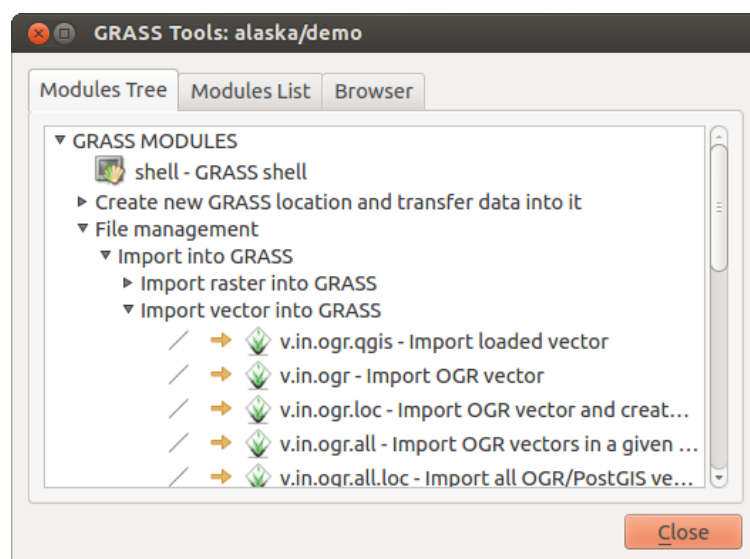 GRASS Tools: alaska/demo
Modules Tree Modules List Browser
GRASS MODULES
shell - GRASS shell
Create new GRASS location and transfer data into it
File management
Import into GRASS
Import raster into GRASS
Import vector into GRASS
v.in.ogr.qgis - Import loaded vector
v.in.ogr - Import OGR vector
v.in.ogr.loc - Import OGR vector and creat...
v.in.ogr.all - Import OGR vectors in a given ...
v.in.ogr.all.loc - Import all OGR/PostGIS ve...
Close